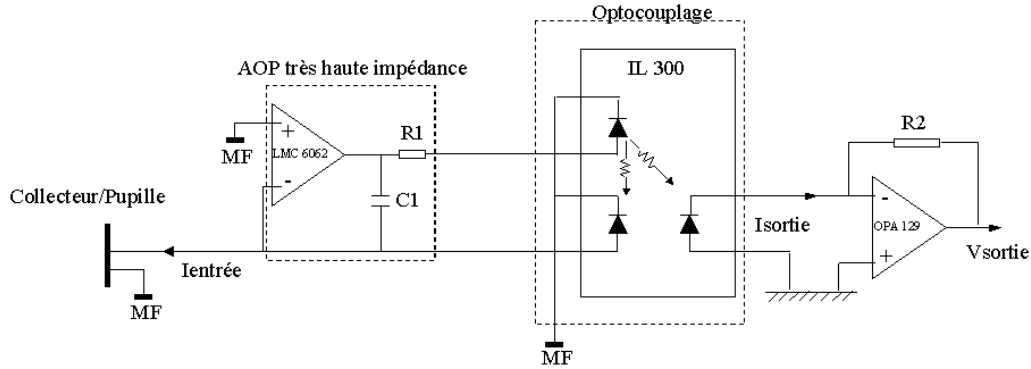 Optocouplage
IL 300
AOP très haute impédance
R1
R2
MF
+
LMC 6062
-
C1
Collecteur/Pupille
Ientrée
MF
Isortie
-
OPA 129
+
Vsortie
MF